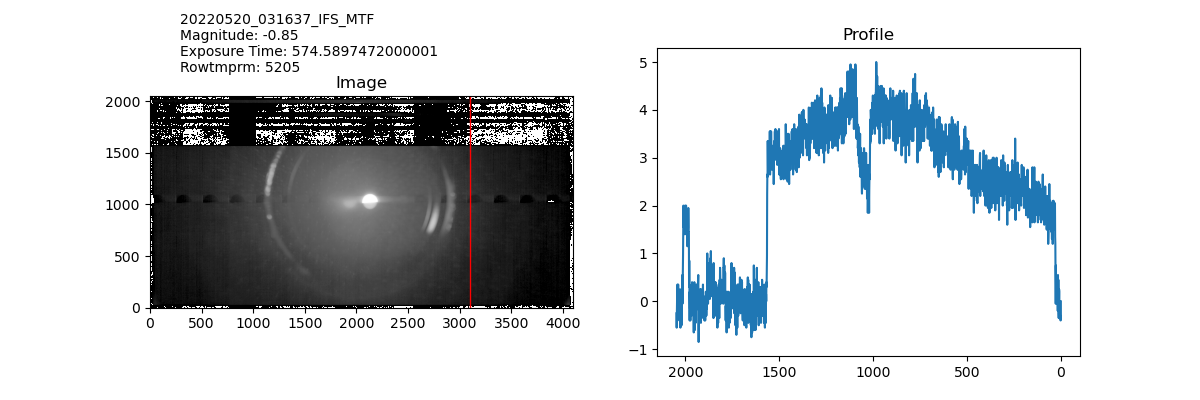 20220520_031637_IFS_MTF
Magnitude: -0.85
Exposure Time: 574.5897472000001
Rowtmprm: 5205
Image
Profile
2000
1500
1000
500
0
0 500 1000 1500 2000 2500 3000 3500 4000
5
4
3
2
1
0
−1
2000 1500 1000 500 0